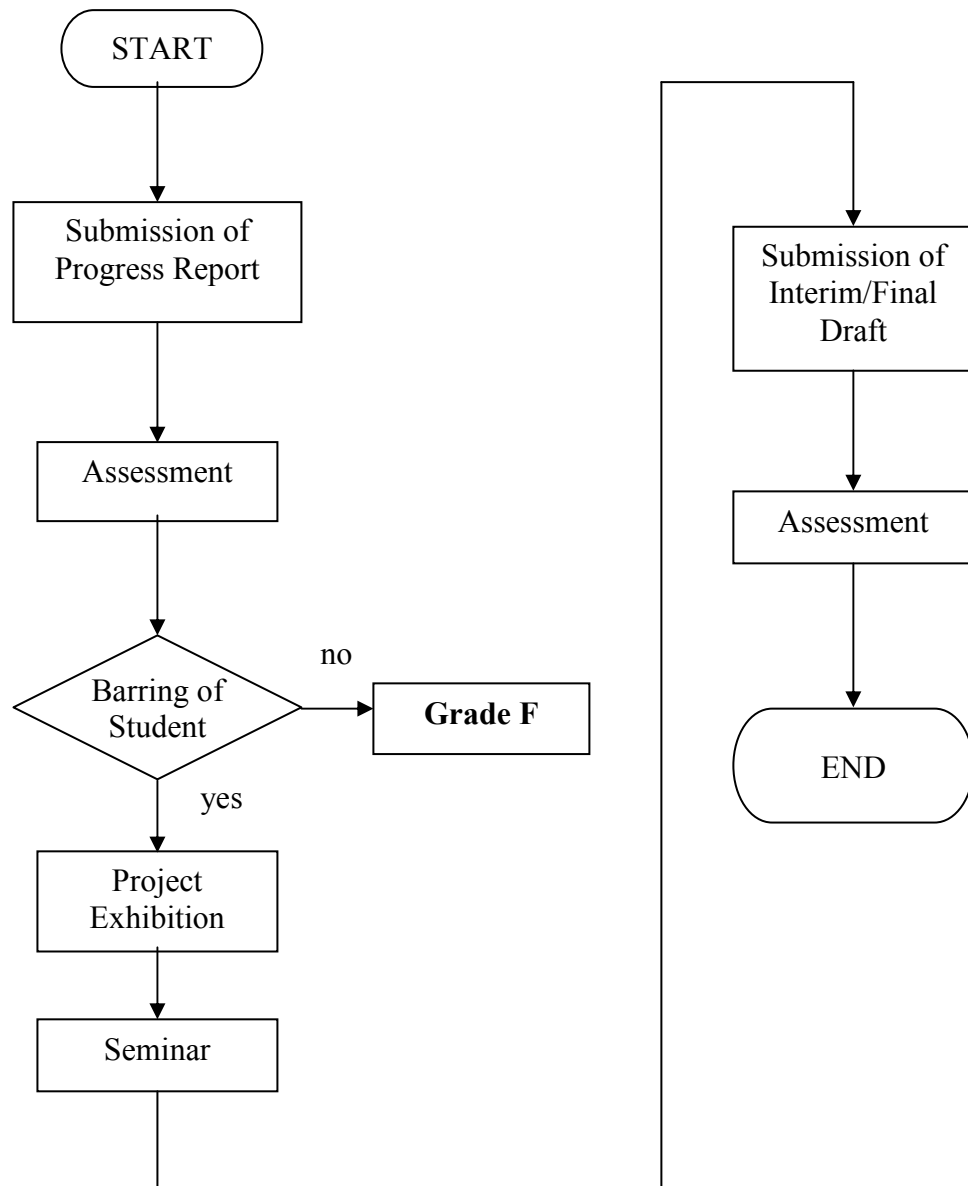 START
Submission of
Progress Report
Assessment
Barring of
Student
no
Grade F
yes
Project
Exhibition
Seminar
Submission of
Interim/Final
Draft
Assessment
END